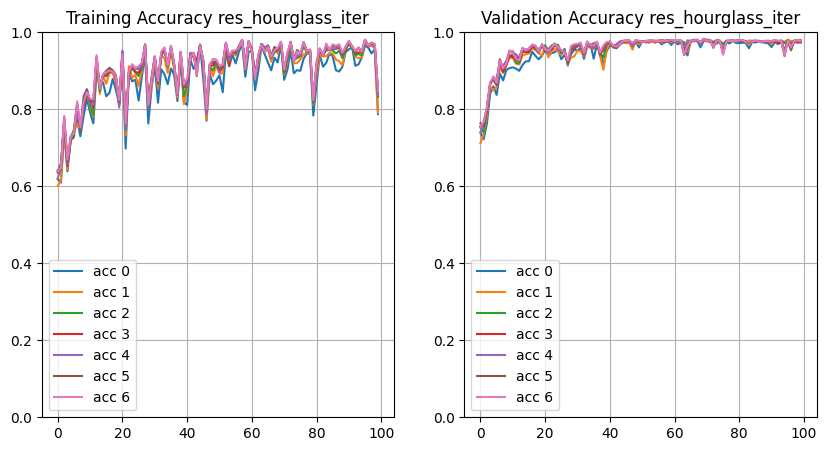 Training Accuracy res_hourglass_iter
1.0
0.8
0.6
0.4
0.2
0.0
0 20 40 60 80 100
acc 0
acc 1
acc 2
acc 3
acc 4
acc 5
acc 6
Validation Accuracy res_hourglass_iter
1.0
0.8
0.6
0.4
0.2
0.0
0 20 40 60 80 100
acc 0
acc 1
acc 2
acc 3
acc 4
acc 5
acc 6